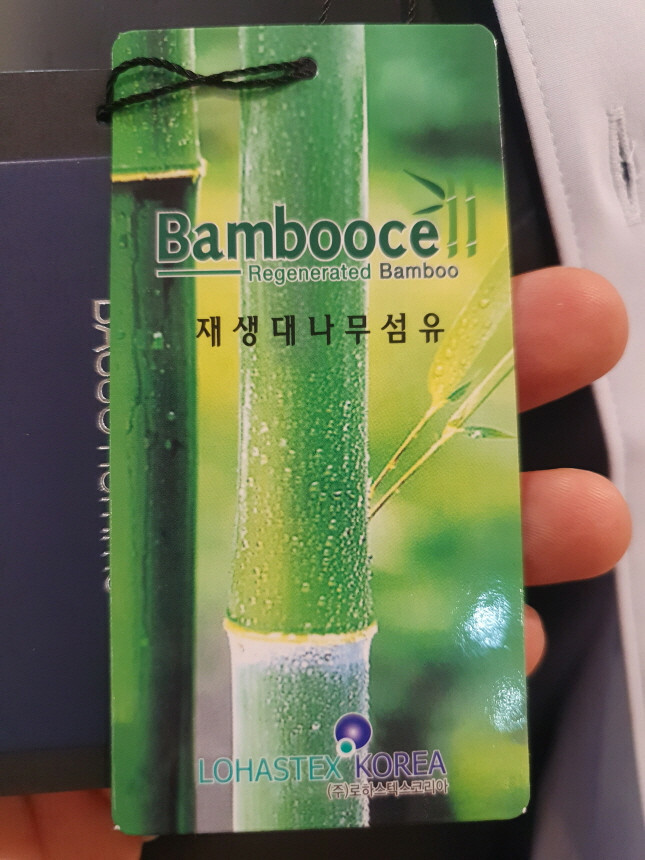 Bamboocell
Regenerated Bamboo
재생대나무섬유
LOHASTEX KOREA
(주)로하스텍스코리아